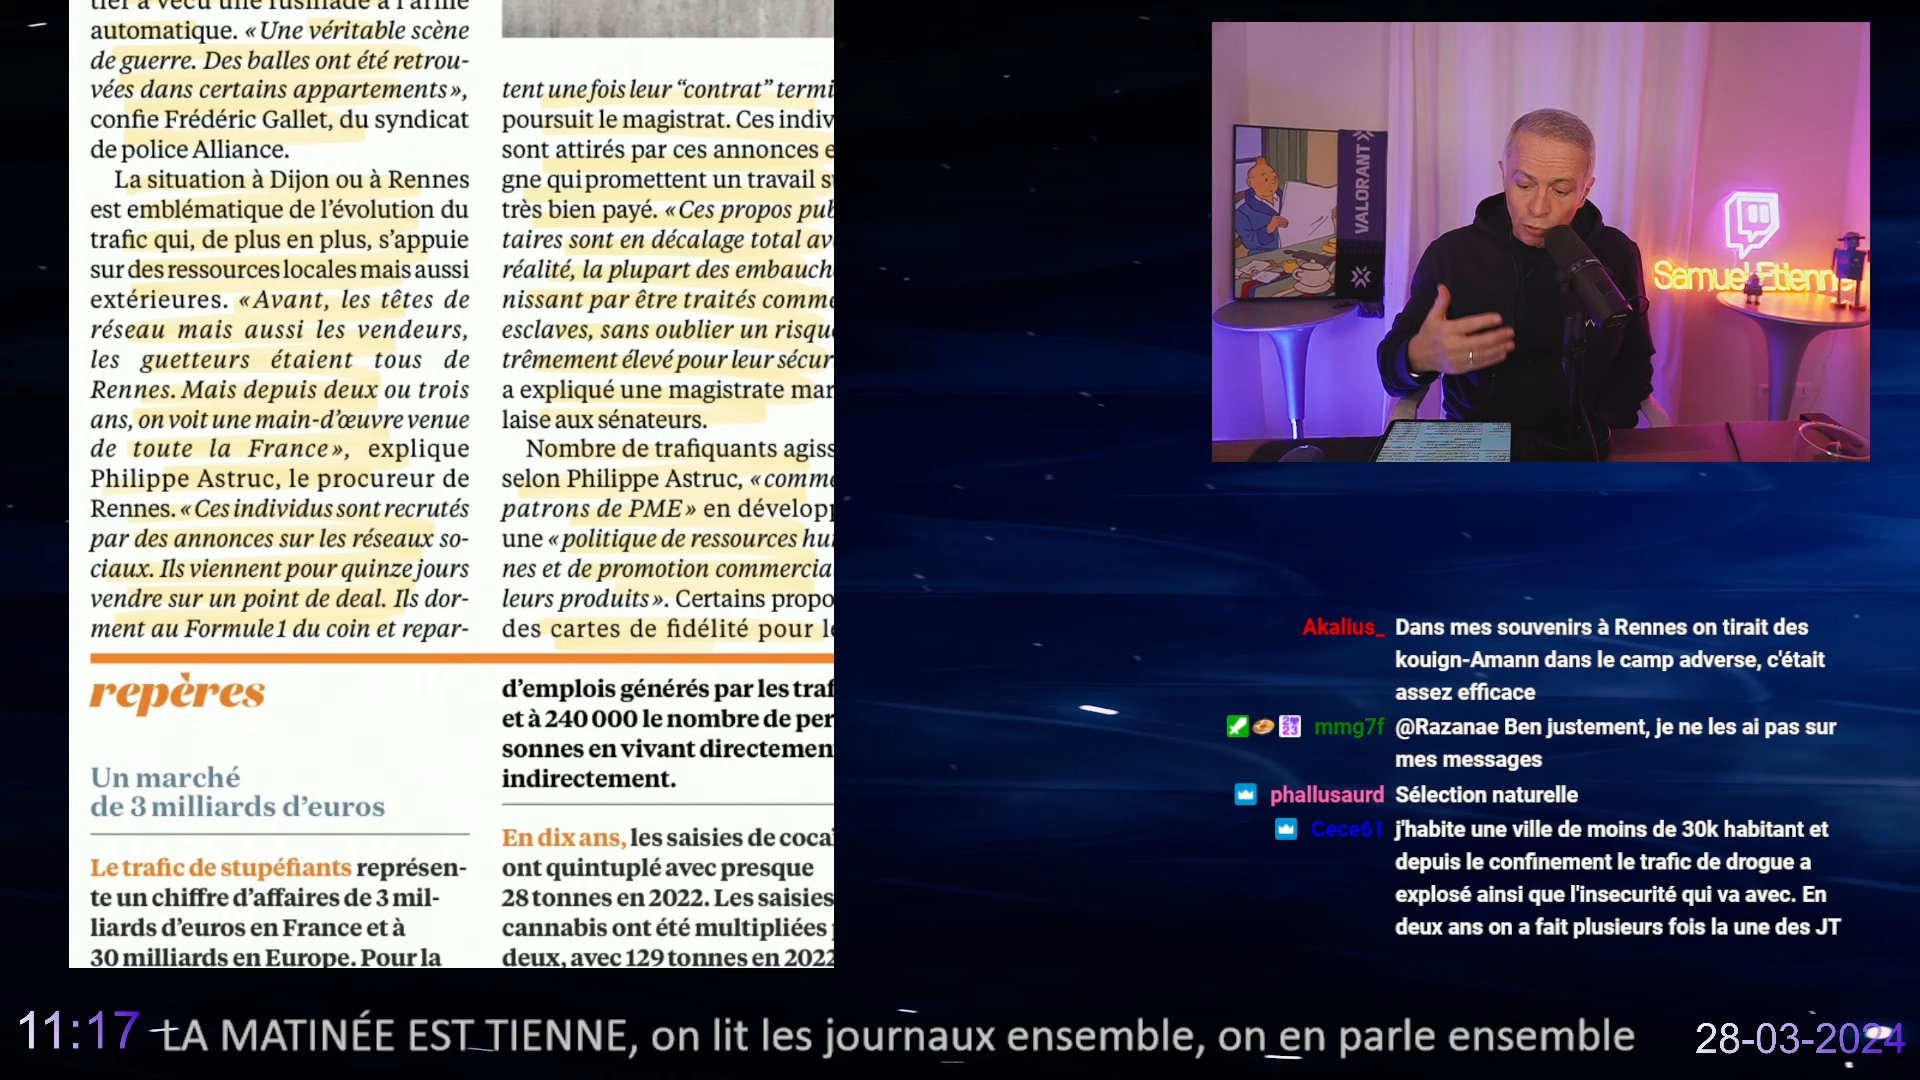 automatique. «Une véritable scène
de guerre. Des balles ont été retrou-
vées dans certains appartements»,
confie Frédéric Gallet, du syndicat
de police Alliance.
La situation à Dijon ou à Rennes
est emblématique de l'évolution du
trafic qui, de plus en plus, s'appuie
sur des ressources locales mais aussi
extérieures. «Avant, les têtes de
réseau mais aussi les vendeurs,
les guetteurs étaient tous de
Rennes. Mais depuis deux ou trois
ans, on voit une main-d'œuvre venue
de toute la France», explique
Philippe Astruc, le procureur de
Rennes. «Ces individus sont recrutés
par des annonces sur les réseaux so-
ciaux. Ils viennent pour quinze jours
vendre sur un point de deal. Ils dor-
ment au Formule 1 du coin et repar-
tent une fois leur “contrat” termi
poursuit le magistrat. Ces indiv
sont attirés par ces annonces e
gne qui promettent un travail s
très bien payé. «Ces propos pub
taires sont en décalage total av
réalité, la plupart des embauch
nissant par être traités comme
esclaves, sans oublier un risqu
trêmement élevé pour leur sécur
a expliqué une magistrate mar
laise aux sénateurs.
Nombre de trafiquants agiss
selon Philippe Astruc, «comme
patrons de PME» en dévelop
une «politique de ressources hu
nes et de promotion commercia
leurs produits». Certains propo
des cartes de fidélité pour le
repères
Un marché
de 3 milliards d'euros
Le trafic de stupéfiants représen-
te un chiffre d'affaires de 3 mil-
liards d'euros en France et à
30 milliards en Europe. Pour la
d'emplois générés par les traf
et à 240 000 le nombre de per
sonnes en vivant directemen
indirectement.
En dix ans, les saisies de coca
ont quintuplé avec presque
28 tonnes en 2022. Les saisies
cannabis ont été multipliées
deux, avec 129 tonnes en 2022
VALORANT
Samuel Etienne
Akalius_ Dans mes souvenirs à Rennes on tirait des
kouign-Amann dans le camp adverse, c'était
assez efficace
mmg7f @Razanae Ben justement, je ne les ai pas sur
mes messages
phallusaurd Sélection naturelle
Cece61 j'habite une ville de moins de 30k habitant et
depuis le confinement le trafic de drogue a
explosé ainsi que l'insecurité qui va avec. En
deux ans on a fait plusieurs fois la une des JT
11:17 LA MATINÉE EST TIENNE, on lit les journaux ensemble, on en parle ensemble 28-03-2024